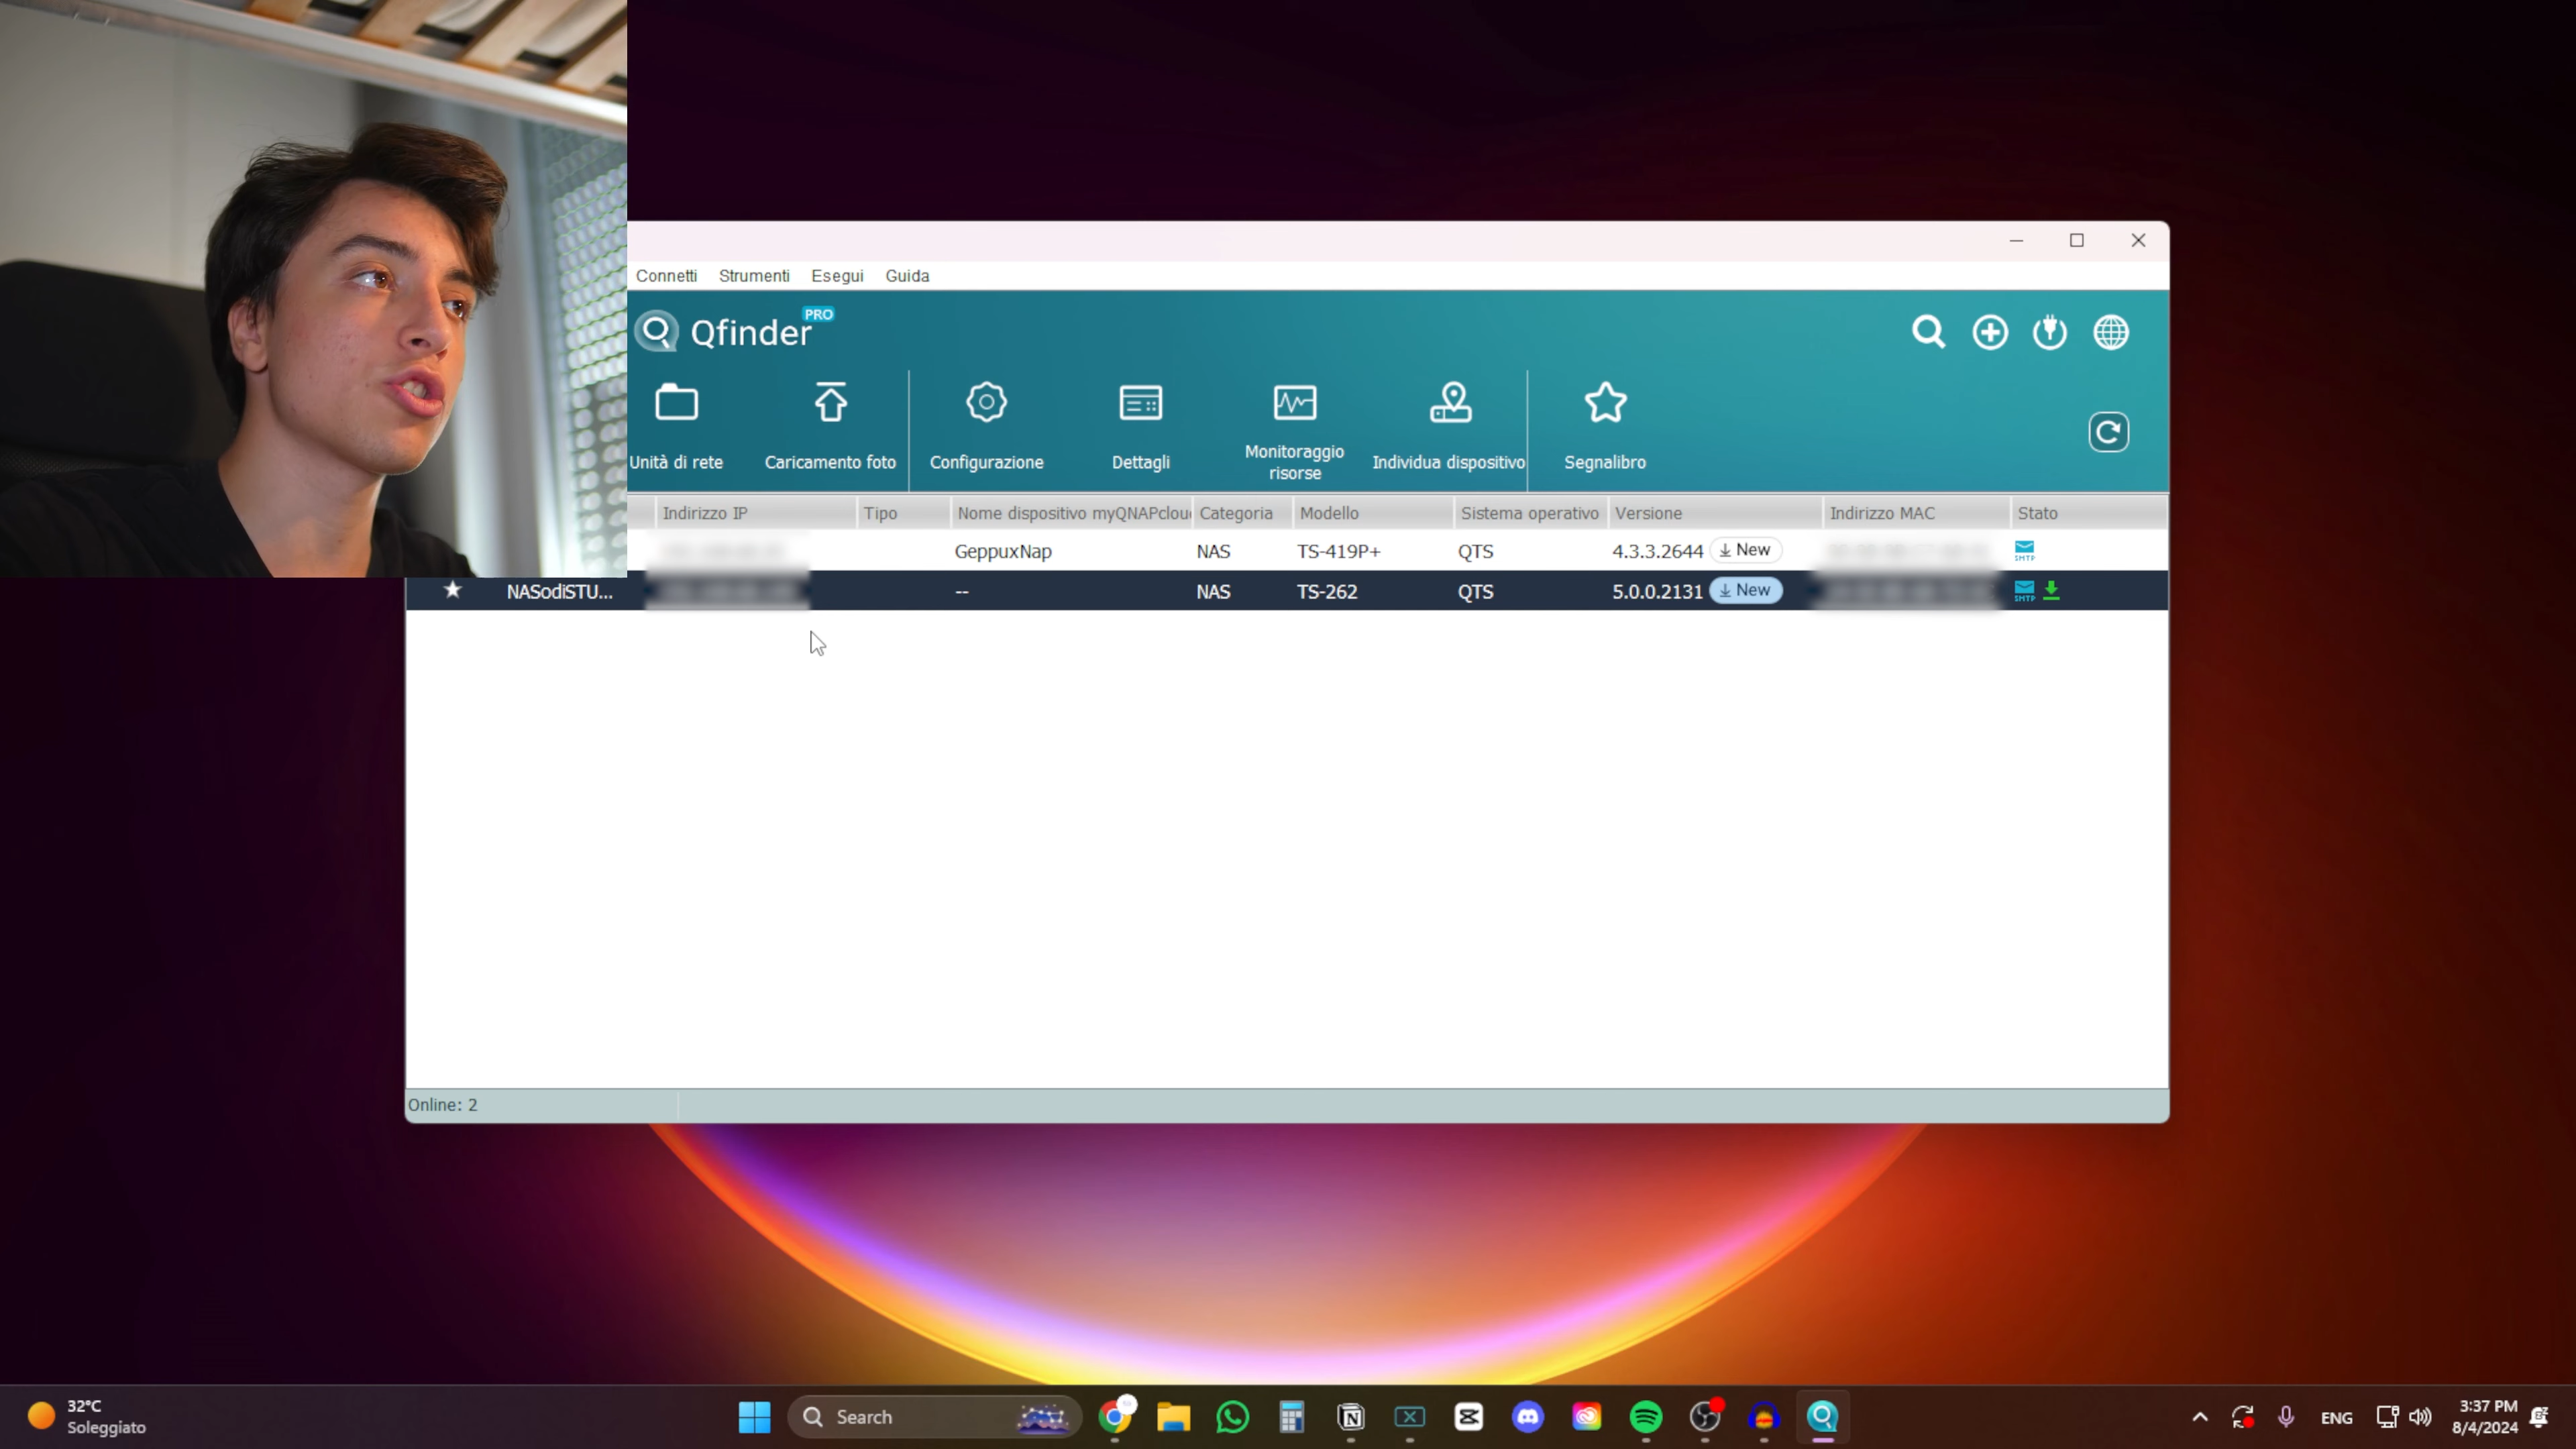 Connetti Strumenti Esegui Guida
Qfinder PRO
Unità di rete Caricamento foto Configurazione Dettagli Monitoraggio risorse Individua dispositivo Segnalibro
Indirizzo IP Tipo Nome dispositivo myQNAPclou Categoria Modello Sistema operativo Versione Indirizzo MAC Stato
GeppuxNap NAS TS-419P+ QTS 4.3.3.2644 New SMTP
NASodiSTU... -- NAS TS-262 QTS 5.0.0.2131 New SMTP
Online: 2
32°C
Soleggiato
Search
ENG
3:37 PM
8/4/2024